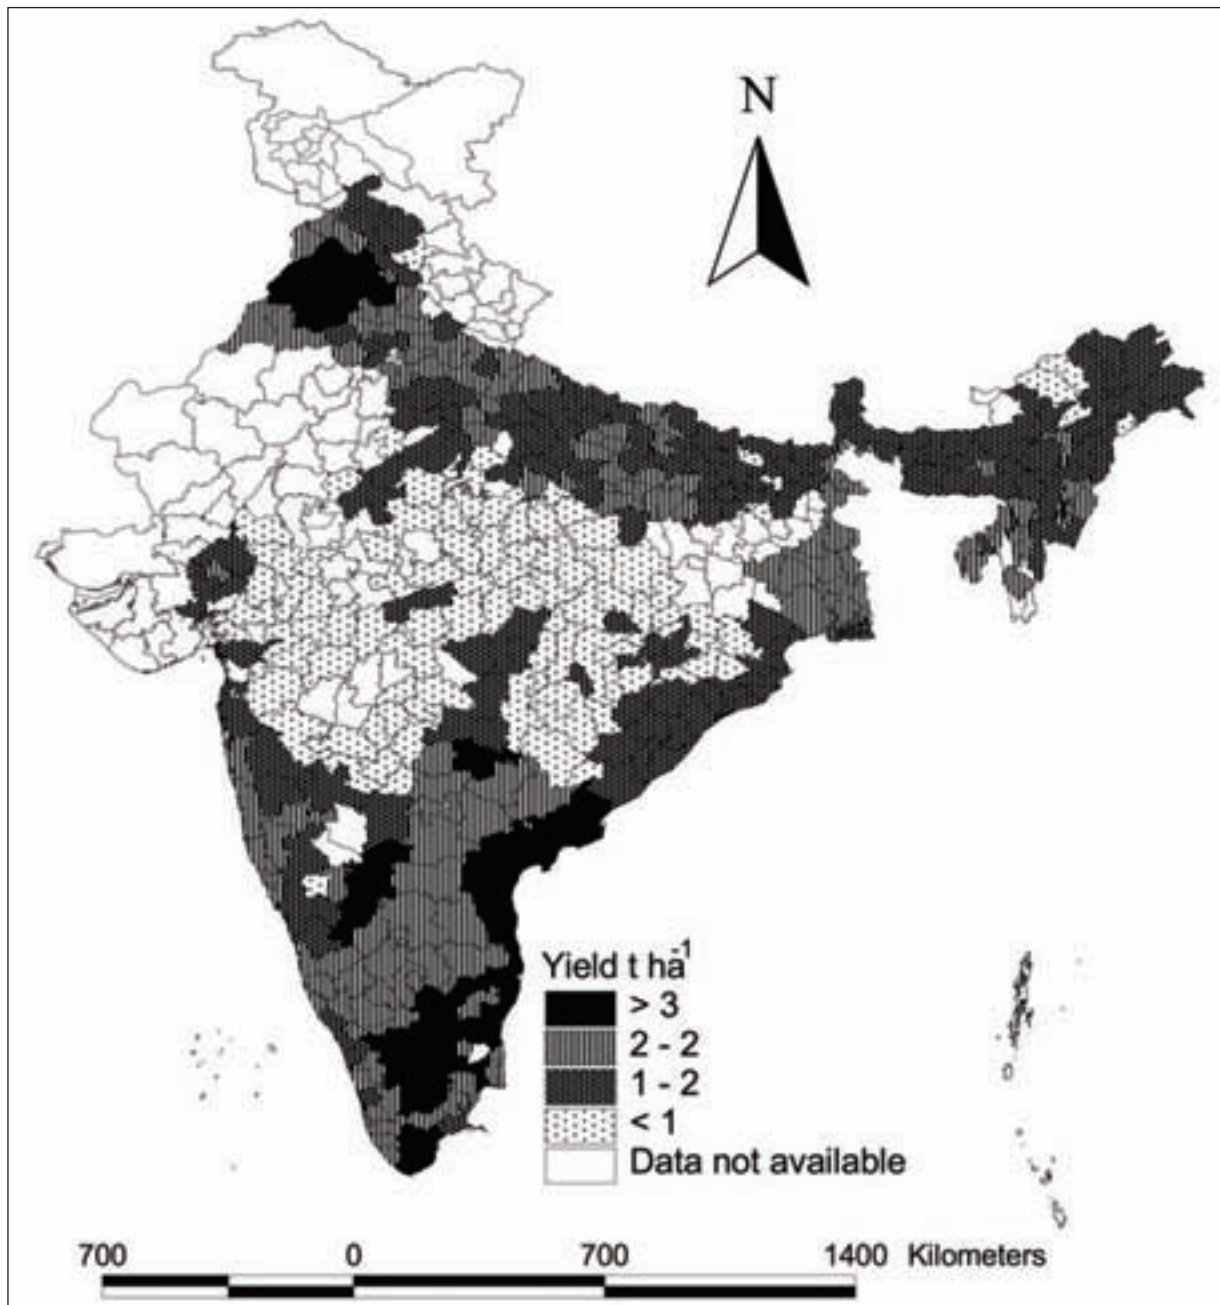 N
Yield t ha-1
> 3
2 - 2
1 - 2
< 1
Data not available
700 0 700 1400 Kilometers